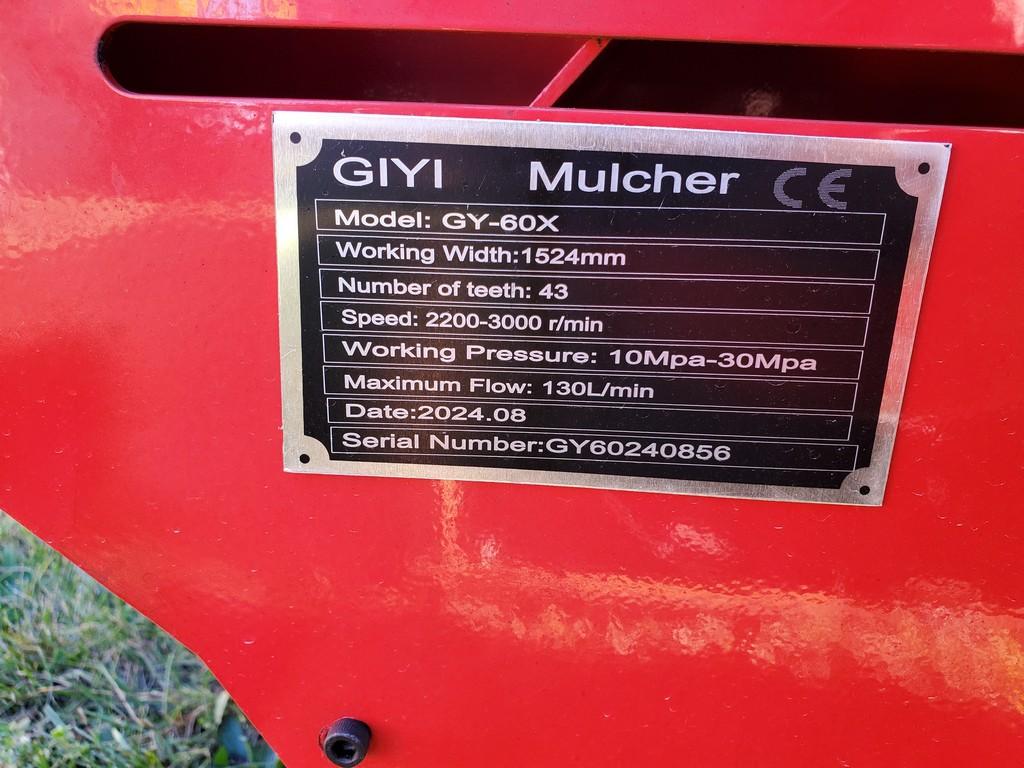 GIYI Mulcher CE
Model: GY-60X
Working Width:1524mm
Number of teeth: 43
Speed: 2200-3000 r/min
Working Pressure: 10Mpa-30Mpa
Maximum Flow: 130L/min
Date:2024.08
Serial Number:GY60240856